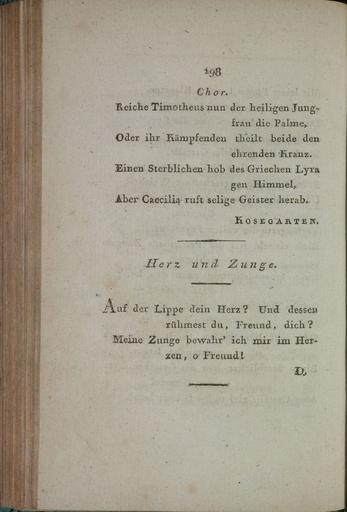 198
Chor.
Reiche Timotheus nun der heiligen Jung-
frau die Palme,
Oder ihr Kämpfenden theilt beide den
ehrenden Kranz.
Einen Sterblichen hob des Griechen Lyra
gen Himmel,
Aber Caecilia ruft selige Geister herab.
KOSEGARTEN.
Herz und Zunge.
Auf der Lippe dein Herz? Und dessen
rühmest du, Freund, dich?
Meine Zunge bewahr' ich mir im Her-
zen, o Freund!
D.